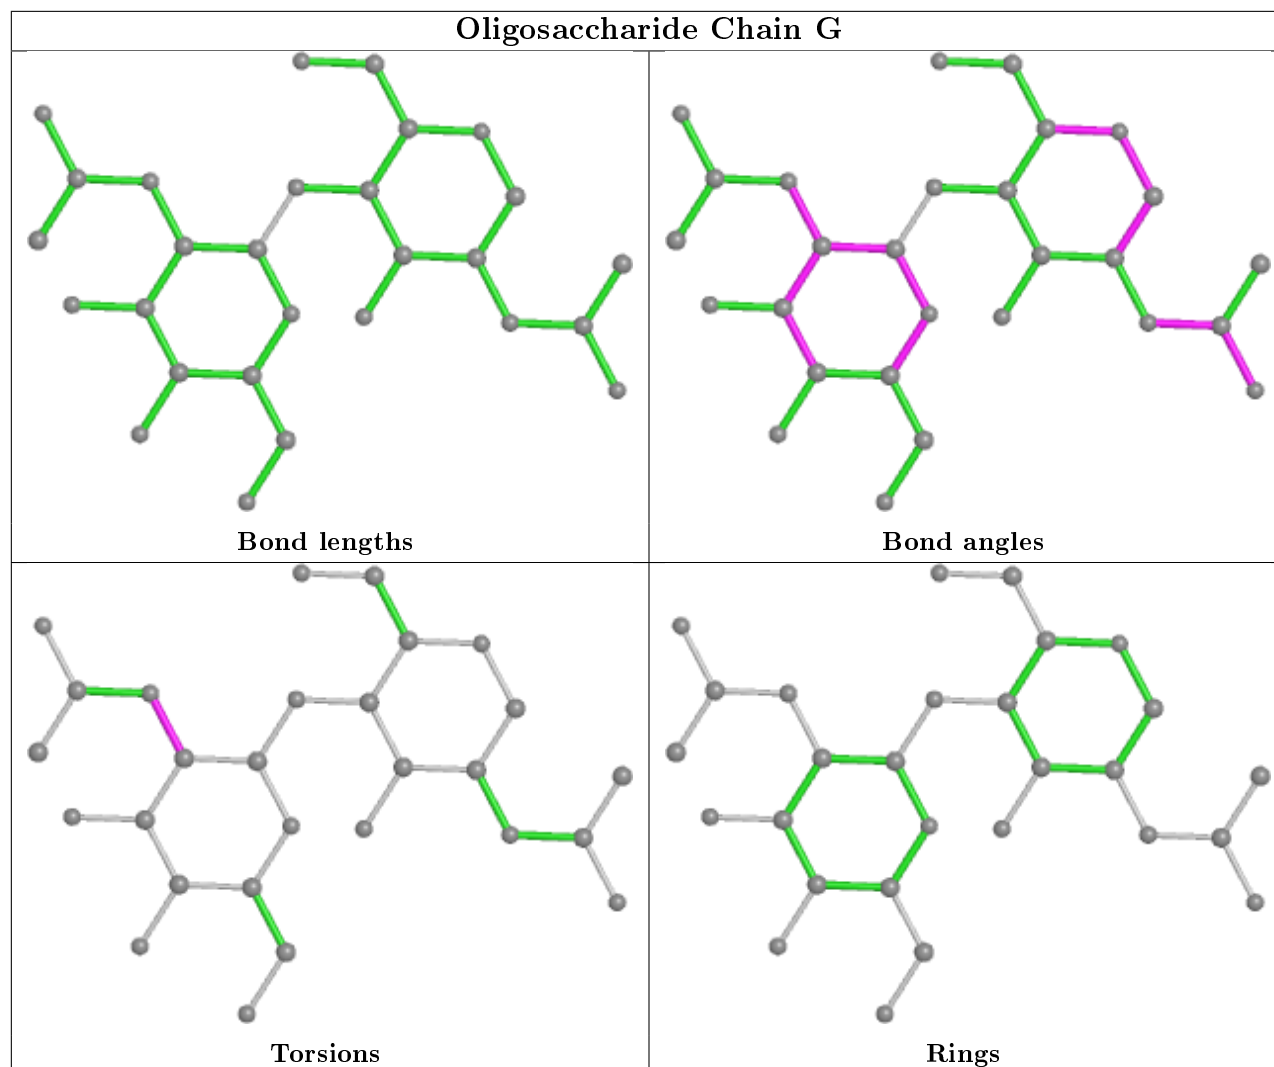 Oligosaccharide Chain G
Bond lengths
Bond angles
Torsions
Rings